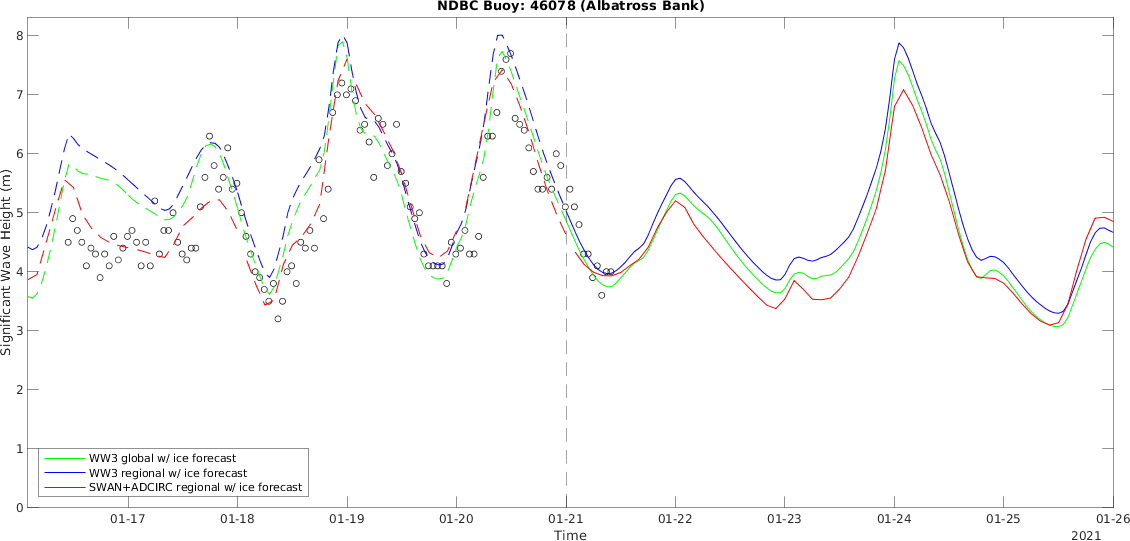 NDBC Buoy: 46078 (Albatross Bank)
8
7
6
5
4
3
2
1
0
Significant Wave Height (m)
WW3 global w/ ice forecast
WW3 regional w/ ice forecast
SWAN+ADCIRC regional w/ ice forecast
01-17 01-18 01-19 01-20 01-21 01-22 01-23 01-24 01-25 01-26
Time
2021